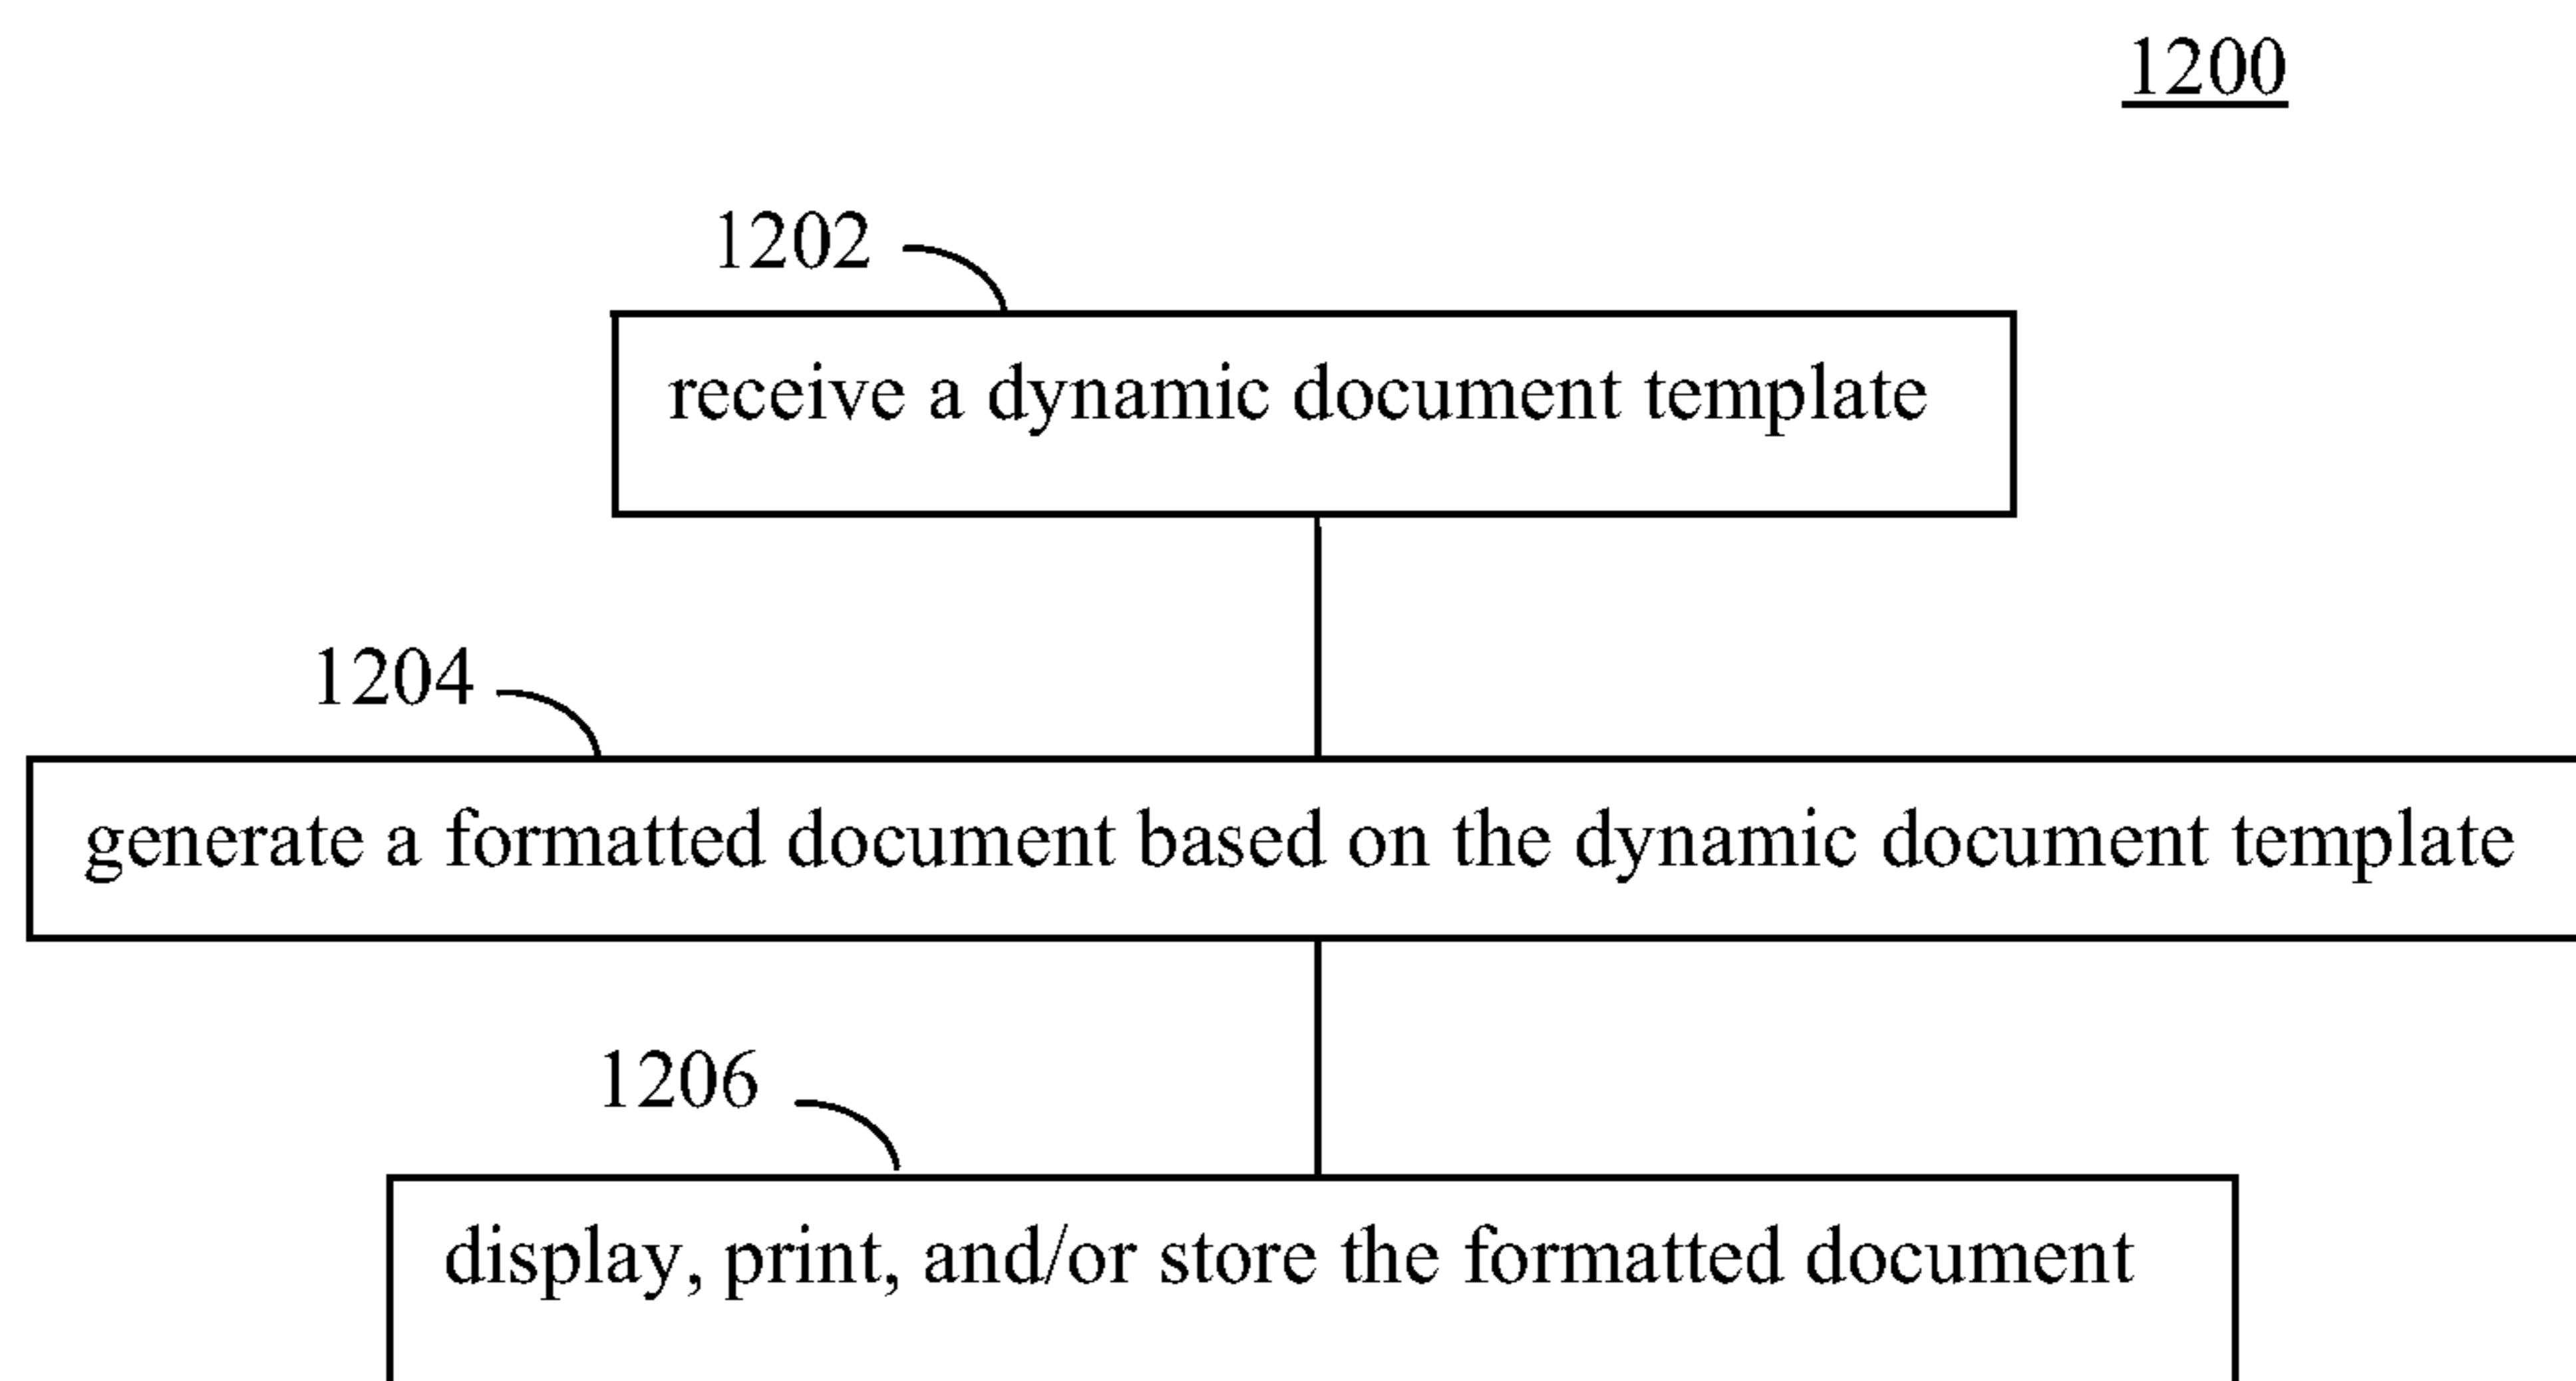 1200
1202
receive a dynamic document template
1204
generate a formatted document based on the dynamic document template
1206
display, print, and/or store the formatted document